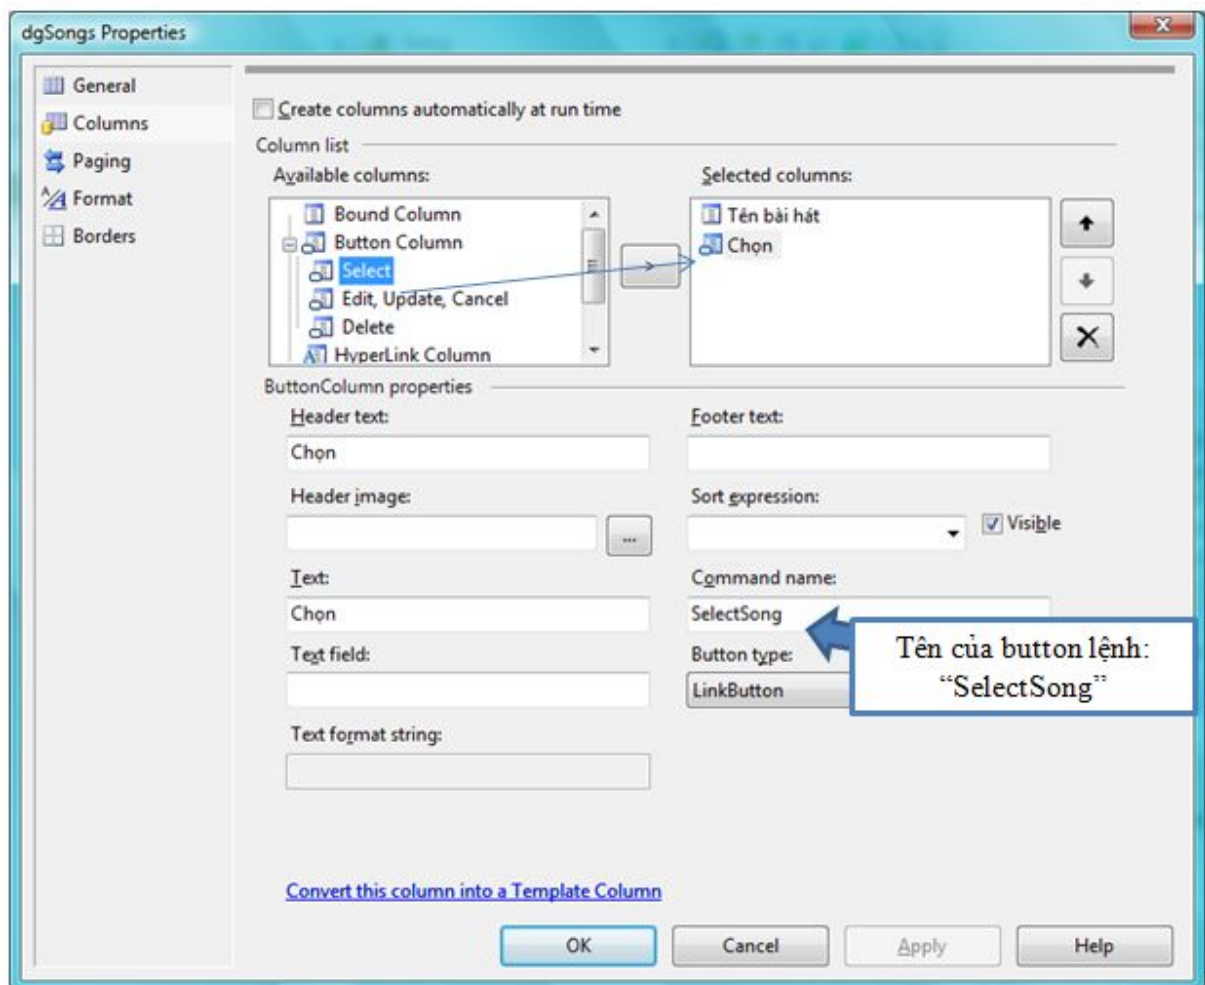 dgSongs Properties
General
Columns
Paging
Format
Borders
Create columns automatically at run time
Column list
Available columns:
Bound Column
Button Column
Select
Edit, Update, Cancel
Delete
HyperLink Column
>
Selected columns:
Tên bài hát
Chọn
ButtonColumn properties
Header text:
Chọn
Footer text:
Header image:
...
Sort expression:
Visible
Text:
Chọn
Command name:
SelectSong
Text field:
Button type:
LinkButton
Tên của button lệnh:
“SelectSong”
Text format string:
Convert this column into a Template Column
OK
Cancel
Apply
Help